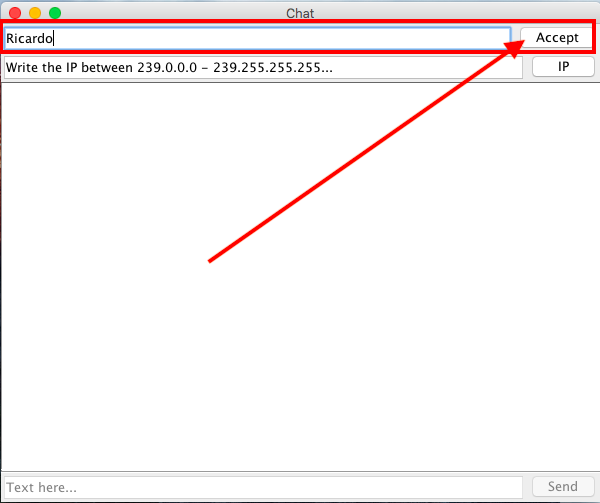 Chat
Ricardo Accept
Write the IP between 239.0.0.0 - 239.255.255.255... IP
Text here... Send